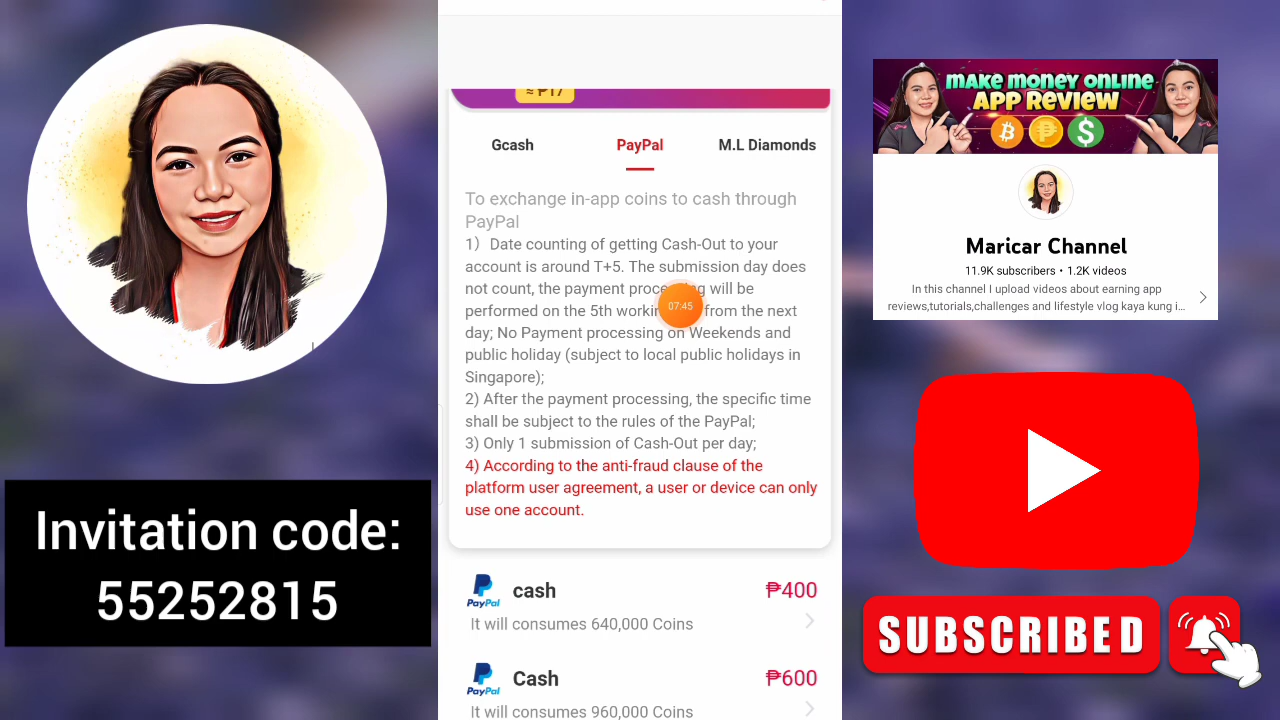 Invitation code:
55252815
≈ ₱17
Gcash
PayPal
M.L Diamonds
To exchange in-app coins to cash through
PayPal
1) Date counting of getting Cash-Out to your
account is around T+5. The submission day does
not count, the payment will be
performed on the 5th from the next
day; No Payment processing on Weekends and
public holiday (subject to local public holidays in
Singapore);
2) After the payment processing, the specific time
shall be subject to the rules of the PayPal;
3) Only 1 submission of Cash-Out per day;
4) According to the anti-fraud clause of the
platform user agreement, a user or device can only
use one account.
07:45
PayPal
cash
₱400
It will consumes 640,000 Coins
PayPal
Cash
₱600
It will consumes 960,000 Coins
MAKE MONEY ONLINE
APP REVIEW
Maricar Channel
11.9K subscribers • 1.2K videos
In this channel I upload videos about earning app
reviews,tutorials,challenges and lifestyle vlog kaya kung i...
SUBSCRIBED